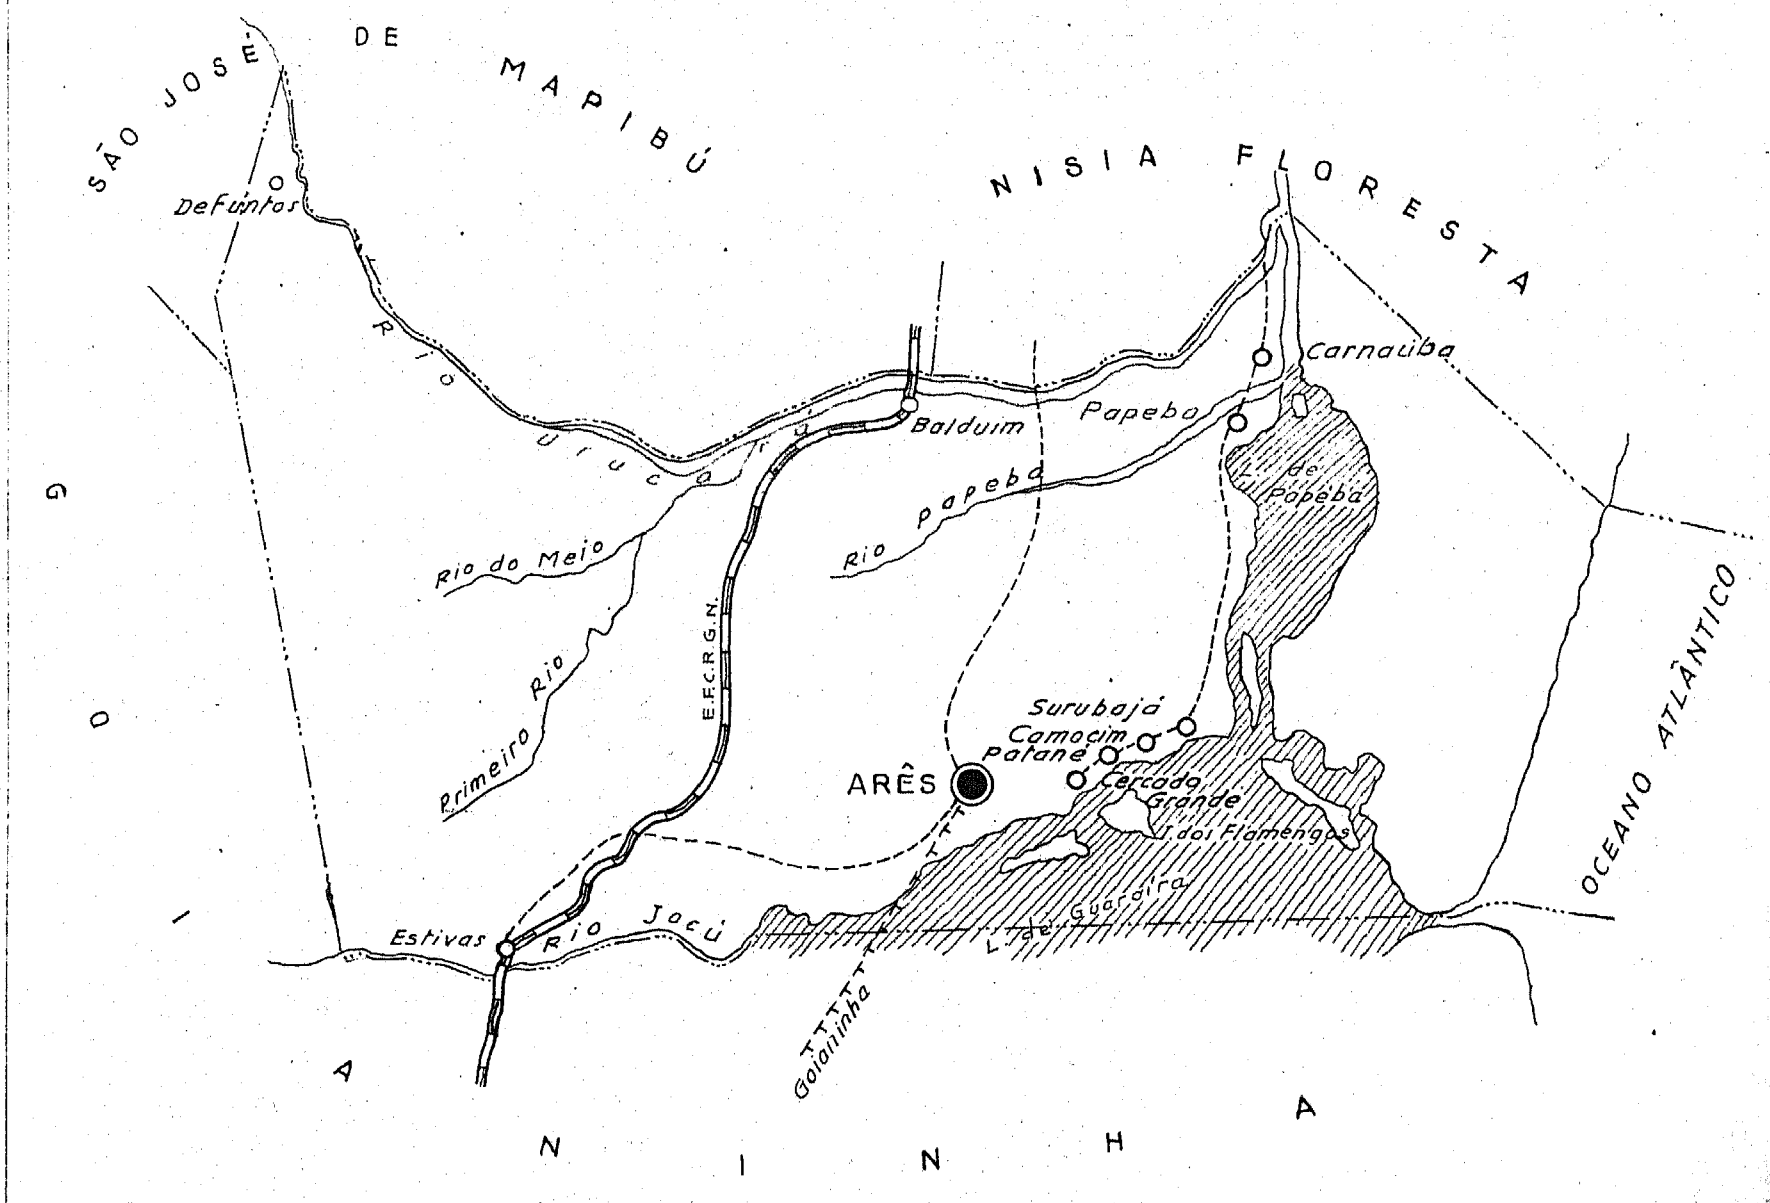 SÃO JOSÉ DE MAPIBÚ
NISIA FLORESTA
Defuntos
Rio Urucará
Carnaúba
Papeba
Balduim
L. de Papeba
Rio Papeba
Rio do Meio
E.F.C.R.G.N.
Primeiro Rio
OCEANO ATLÂNTICO
Surubajá
Camocim
Patané
ARÊS
Cercado Grande
I. dos Flamengos
L. de Guaraíra
Rio Jacú
Estivas
Goianinha
GOIANINHA